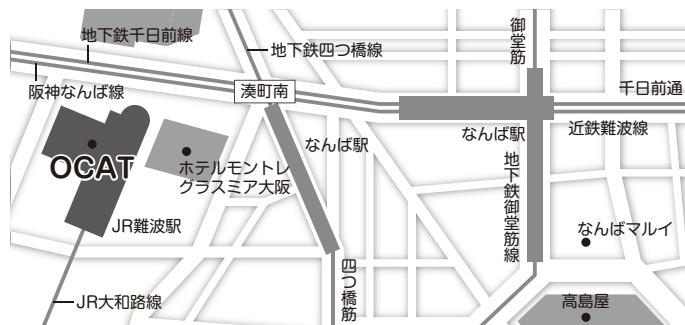 地下鉄千日前線
地下鉄四つ橋線
御堂筋
阪神なんば線
湊町南
千日前通
なんば駅
なんば駅
近鉄難波線
OCAT
ホテルモントレ
グラスミア大阪
地下鉄御堂筋線
JR難波駅
なんばマルイ
四つ橋筋
JR大和路線
高島屋